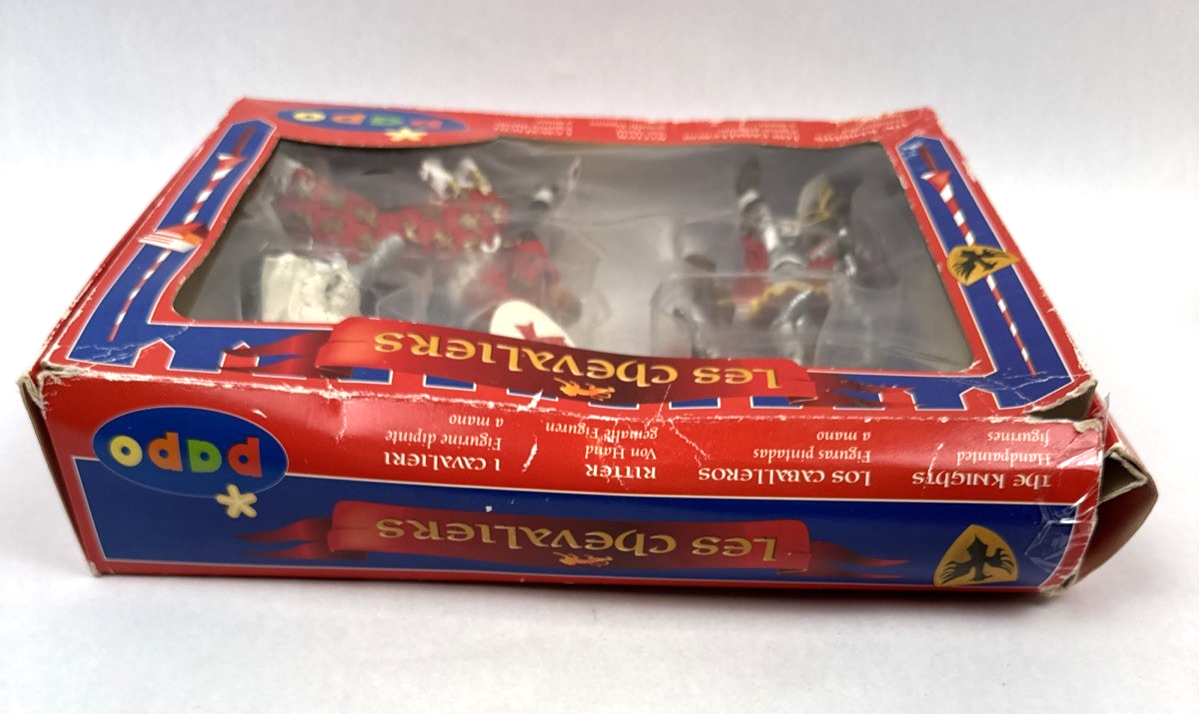 papo
Les Chevaliers
The Knights
Handpainted
figurines
Los Caballeros
Figuras pintadas
a mano
Ritter
Von Hand
gemalte Figuren
I Cavalieri
Figurine dipinte
a mano
papo
Les Chevaliers